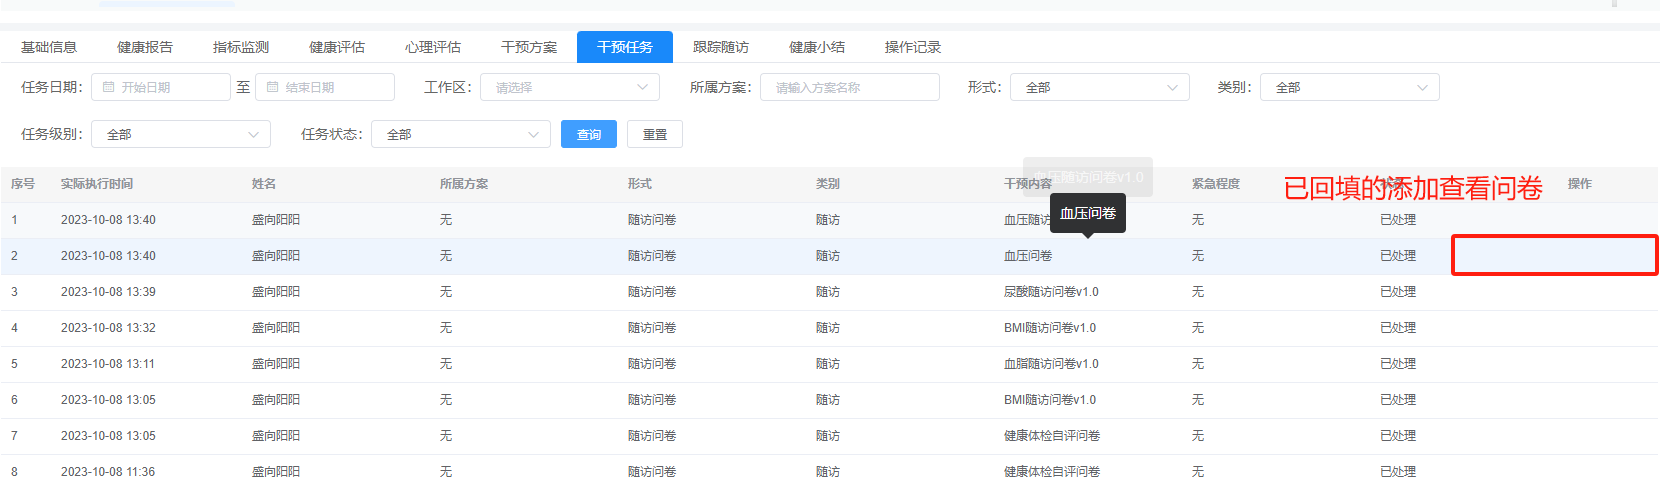 基础信息 健康报告 指标监测 健康评估 心理评估 干预方案 干预任务 跟踪随访 健康小结 操作记录
任务日期： 开始日期 至 结束日期 工作区： 请选择 所属方案： 请输入方案名称 形式： 全部 类别： 全部
任务级别： 全部 任务状态： 全部 查询 重置
血压随访问卷v1.0
序号 实际执行时间 姓名 所属方案 形式 类别 干预内容 紧急程度 操作
已回填的添加查看问卷
血压问卷
1 2023-10-08 13:40 盛向阳阳 无 随访问卷 随访 血压随访 无 已处理
2 2023-10-08 13:40 盛向阳阳 无 随访问卷 随访 血压问卷 无 已处理
3 2023-10-08 13:39 盛向阳阳 无 随访问卷 随访 尿酸随访问卷v1.0 无 已处理
4 2023-10-08 13:32 盛向阳阳 无 随访问卷 随访 BMI随访问卷v1.0 无 已处理
5 2023-10-08 13:11 盛向阳阳 无 随访问卷 随访 血脂随访问卷v1.0 无 已处理
6 2023-10-08 13:05 盛向阳阳 无 随访问卷 随访 BMI随访问卷v1.0 无 已处理
7 2023-10-08 13:05 盛向阳阳 无 随访问卷 随访 健康体检自评问卷 无 已处理
8 2023-10-08 11:36 盛向阳阳 无 随访问卷 随访 健康体检自评问卷 无 已处理